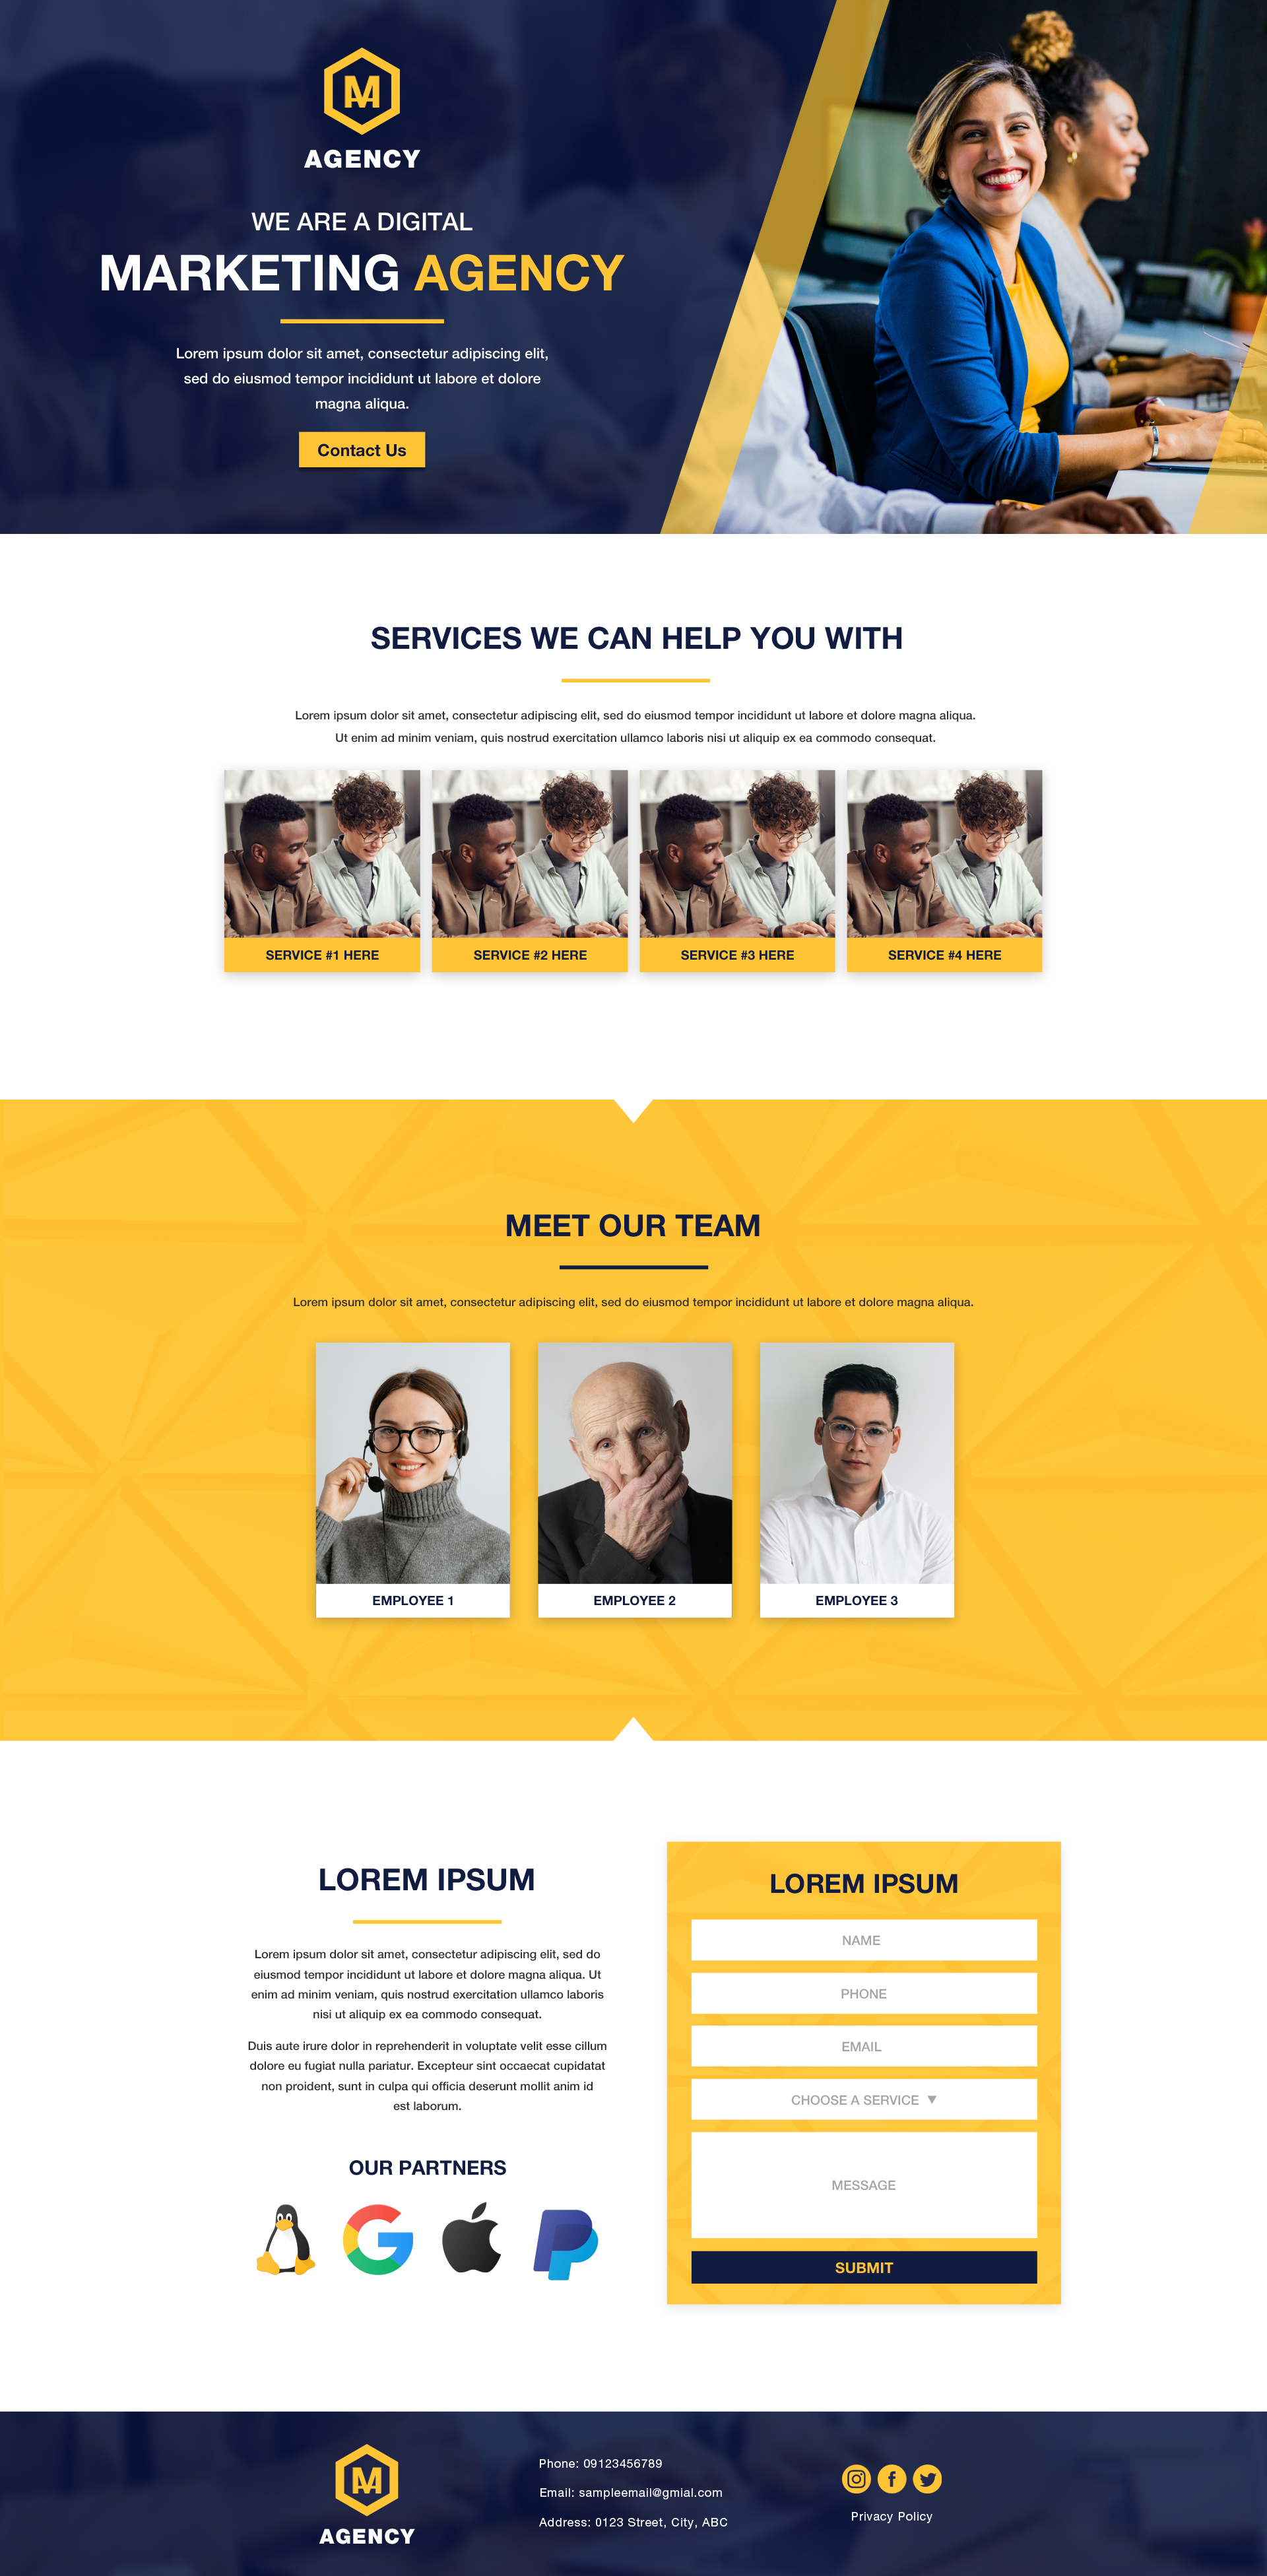 M
AGENCY
WE ARE A DIGITAL
MARKETING AGENCY
Lorem ipsum dolor sit amet, consectetur adipiscing elit,
sed do eiusmod tempor incididunt ut labore et dolore
magna aliqua.
Contact Us
SERVICES WE CAN HELP YOU WITH
Lorem ipsum dolor sit amet, consectetur adipiscing elit, sed do eiusmod tempor incididunt ut labore et dolore magna aliqua.
Ut enim ad minim veniam, quis nostrud exercitation ullamco laboris nisi ut aliquip ex ea commodo consequat.
SERVICE #1 HERE
SERVICE #2 HERE
SERVICE #3 HERE
SERVICE #4 HERE
MEET OUR TEAM
Lorem ipsum dolor sit amet, consectetur adipiscing elit, sed do eiusmod tempor incididunt ut labore et dolore magna aliqua.
EMPLOYEE 1
EMPLOYEE 2
EMPLOYEE 3
LOREM IPSUM
Lorem ipsum dolor sit amet, consectetur adipiscing elit, sed do
eiusmod tempor incididunt ut labore et dolore magna aliqua. Ut
enim ad minim veniam, quis nostrud exercitation ullamco laboris
nisi ut aliquip ex ea commodo consequat.
Duis aute irure dolor in reprehenderit in voluptate velit esse cillum
dolore eu fugiat nulla pariatur. Excepteur sint occaecat cupidatat
non proident, sunt in culpa qui officia deserunt mollit anim id
est laborum.
OUR PARTNERS
LOREM IPSUM
NAME
PHONE
EMAIL
CHOOSE A SERVICE
MESSAGE
SUBMIT
M
AGENCY
Phone: 09123456789
Email: sampleemail@gmial.com
Address: 0123 Street, City, ABC
Privacy Policy